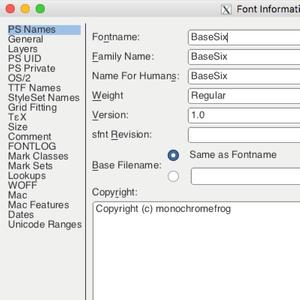 Font Informat
PS Names
General
Layers
PS UID
PS Private
OS/2
TTF Names
StyleSet Names
Grid Fitting
ΤεΧ
Size
Comment
FONTLOG
Mark Classes
Mark Sets
Lookups
WOFF
Mac
Mac Features
Dates
Unicode Ranges
Fontname: BaseSix
Family Name: BaseSix
Name For Humans: BaseSix
Weight Regular
Version: 1.0
sfnt Revision:
Base Filename: Same as Fontname
Copyright:
Copyright (c) monochromefrog